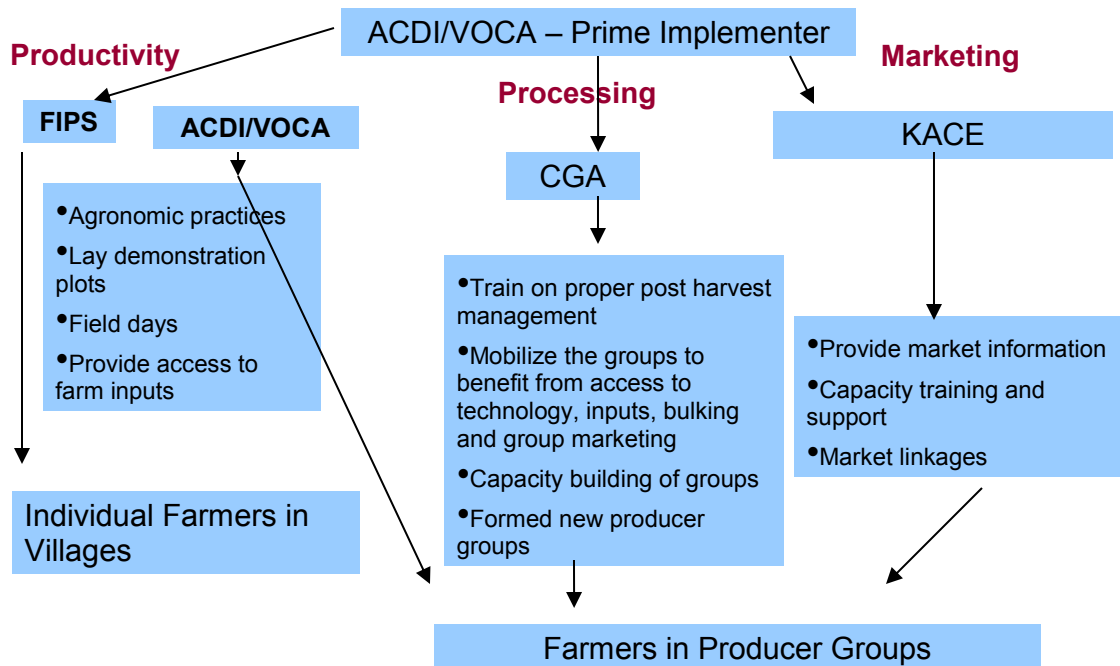 ACDI/VOCA – Prime Implementer
Productivity
Marketing
Processing
FIPS
ACDI/VOCA
KACE
CGA
•Agronomic practices
•Lay demonstration
plots
•Field days
•Provide access to
farm inputs
•Train on proper post harvest
management
•Mobilize the groups to
benefit from access to
technology, inputs, bulking
and group marketing
•Capacity building of groups
•Formed new producer
groups
•Provide market information
•Capacity training and
support
•Market linkages
Individual Farmers in
Villages
Farmers in Producer Groups